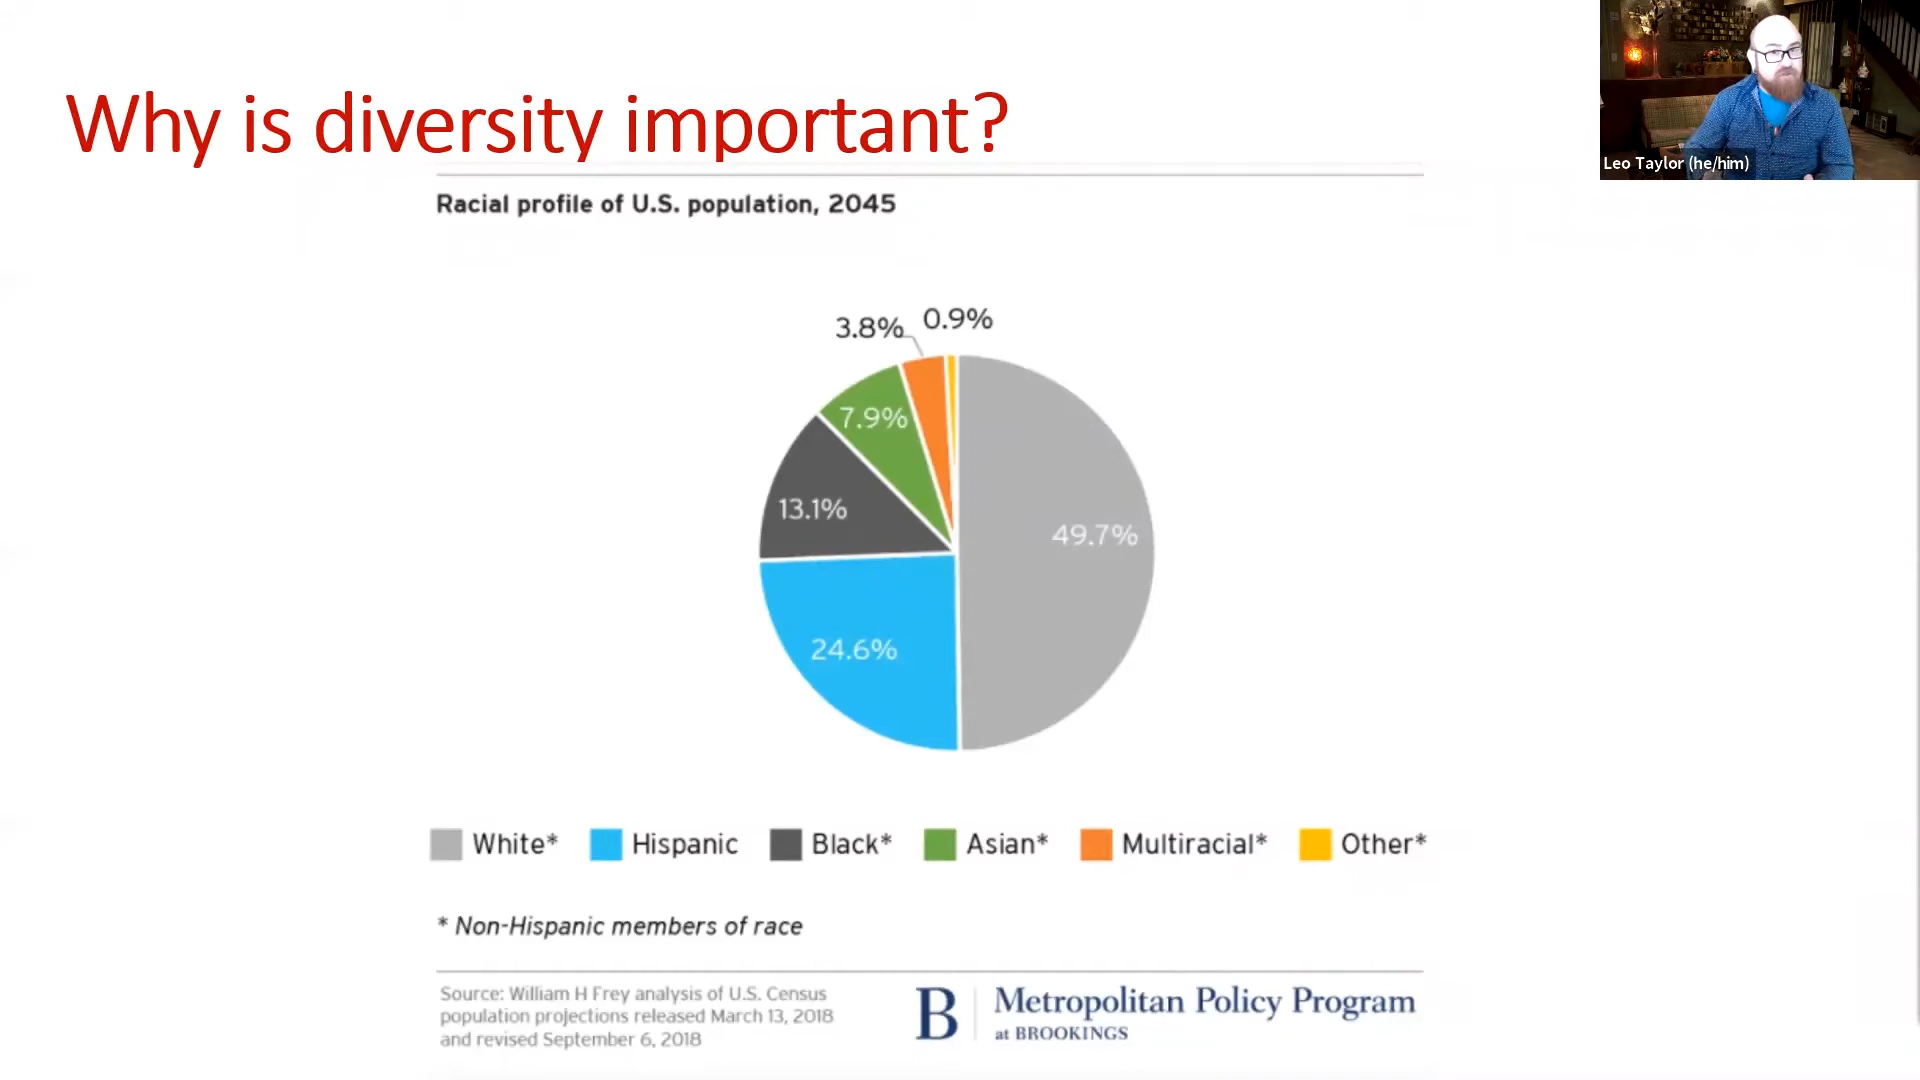 Why is diversity important?
Leo Taylor (he/him)
Racial profile of U.S. population, 2045
3.8%
0.9%
7.9%
13.1%
49.7%
24.6%
White* Hispanic Black* Asian* Multiracial* Other*
* Non-Hispanic members of race
Source: William H Frey analysis of U.S. Census
population projections released March 13, 2018
and revised September 6, 2018
B
Metropolitan Policy Program
at BROOKINGS